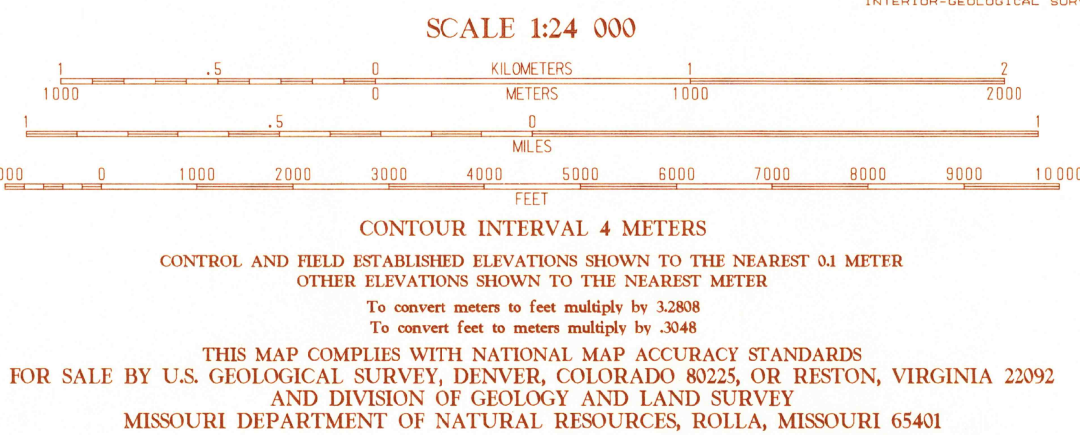 SCALE 1:24 000
1 .5 0 KILOMETERS 1 2
1000 0 METERS 1000 2000
1 .5 0 1
MILES
0 1000 2000 3000 4000 5000 6000 7000 8000 9000 10 000
FEET
CONTOUR INTERVAL 4 METERS
CONTROL AND FIELD ESTABLISHED ELEVATIONS SHOWN TO THE NEAREST 0.1 METER
OTHER ELEVATIONS SHOWN TO THE NEAREST METER
To convert meters to feet multiply by 3.2808
To convert feet to meters multiply by .3048
THIS MAP COMPLIES WITH NATIONAL MAP ACCURACY STANDARDS
FOR SALE BY U.S. GEOLOGICAL SURVEY, DENVER, COLORADO 80225, OR RESTON, VIRGINIA 22092
AND DIVISION OF GEOLOGY AND LAND SURVEY
MISSOURI DEPARTMENT OF NATURAL RESOURCES, ROLLA, MISSOURI 65401